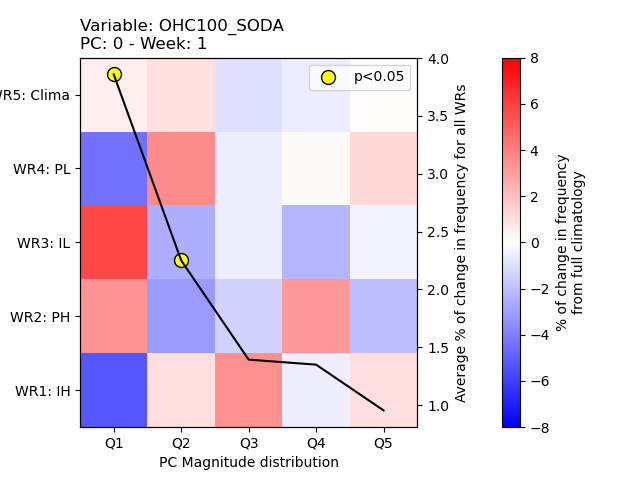 Variable: OHC100_SODA
PC: 0 - Week: 1
p<0.05
WR5: Clima
WR4: PL
WR3: IL
WR2: PH
WR1: IH
Q1 Q2 Q3 Q4 Q5
PC Magnitude distribution
4.0
3.5
3.0
2.5
2.0
1.5
1.0
Average % of change in frequency for all WRs
8
6
4
2
0
−2
−4
−6
−8
% of change in frequency
from full climatology